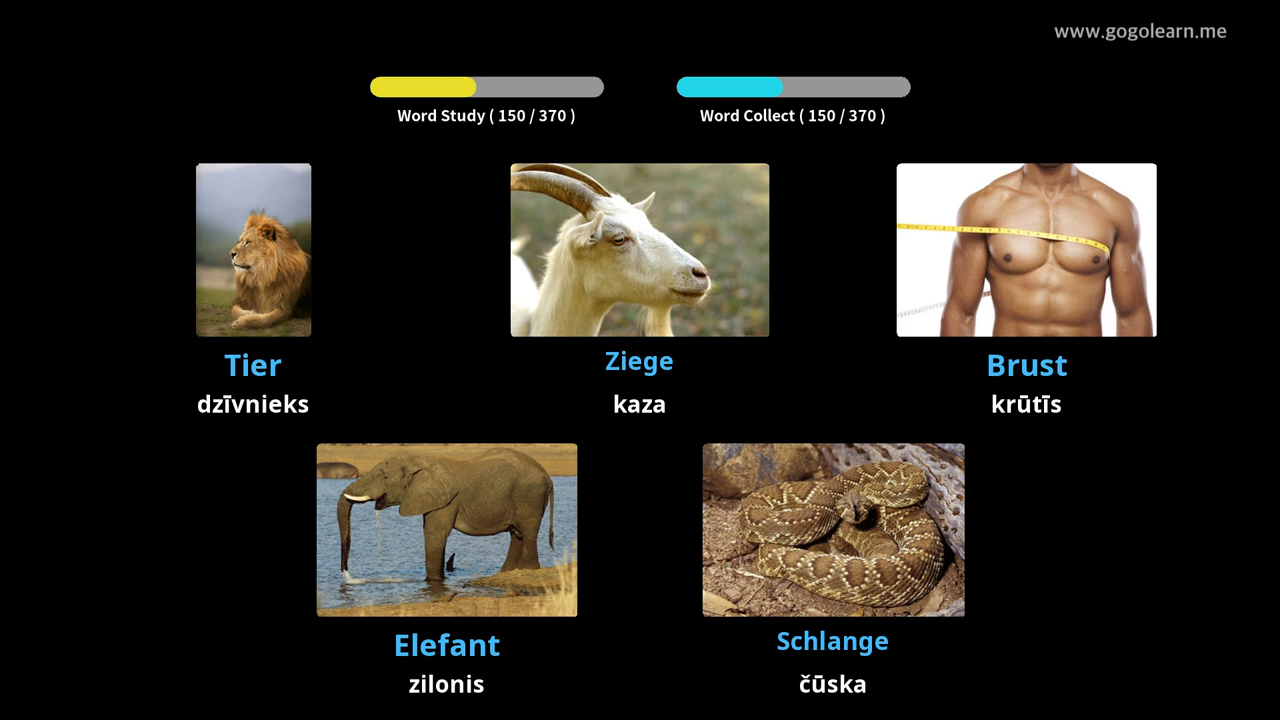 www.gogolearn.me
Word Study ( 150 / 370 )
Word Collect ( 150 / 370 )
Tier
dzīvnieks
Ziege
kaza
Brust
krūtīs
Elefant
zilonis
Schlange
čūska